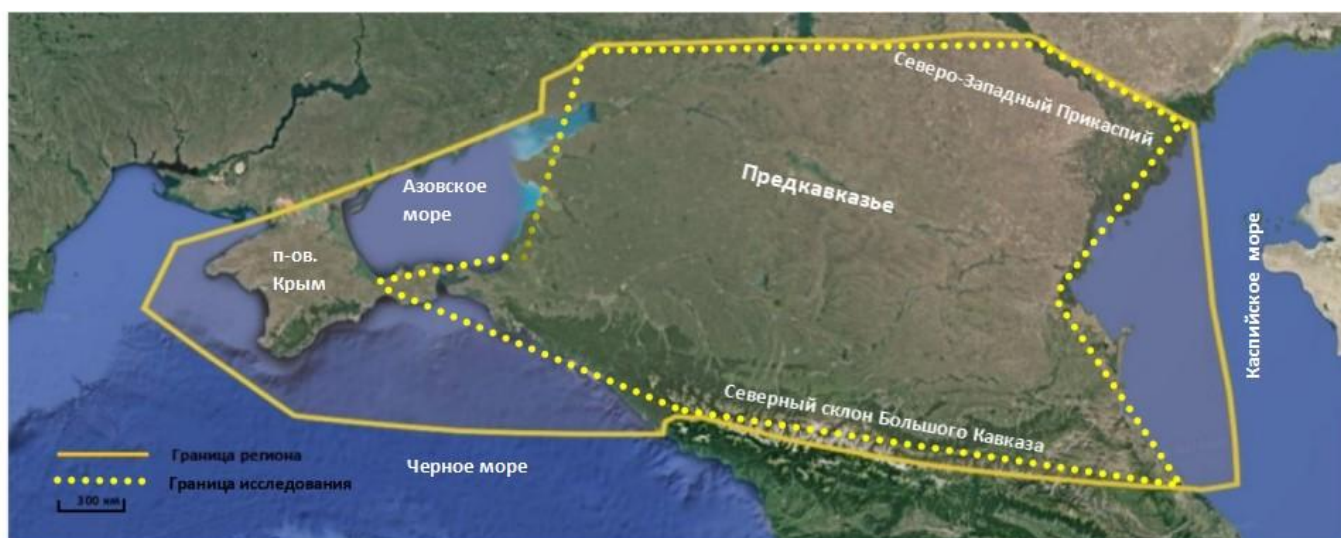 Северо-Западный Прикаспий
Азовское
море
Предкавказье
п-ов.
Крым
Каспийское море
Северный склон Большого Кавказа
Граница региона
Черное море
Граница исследования
300 км